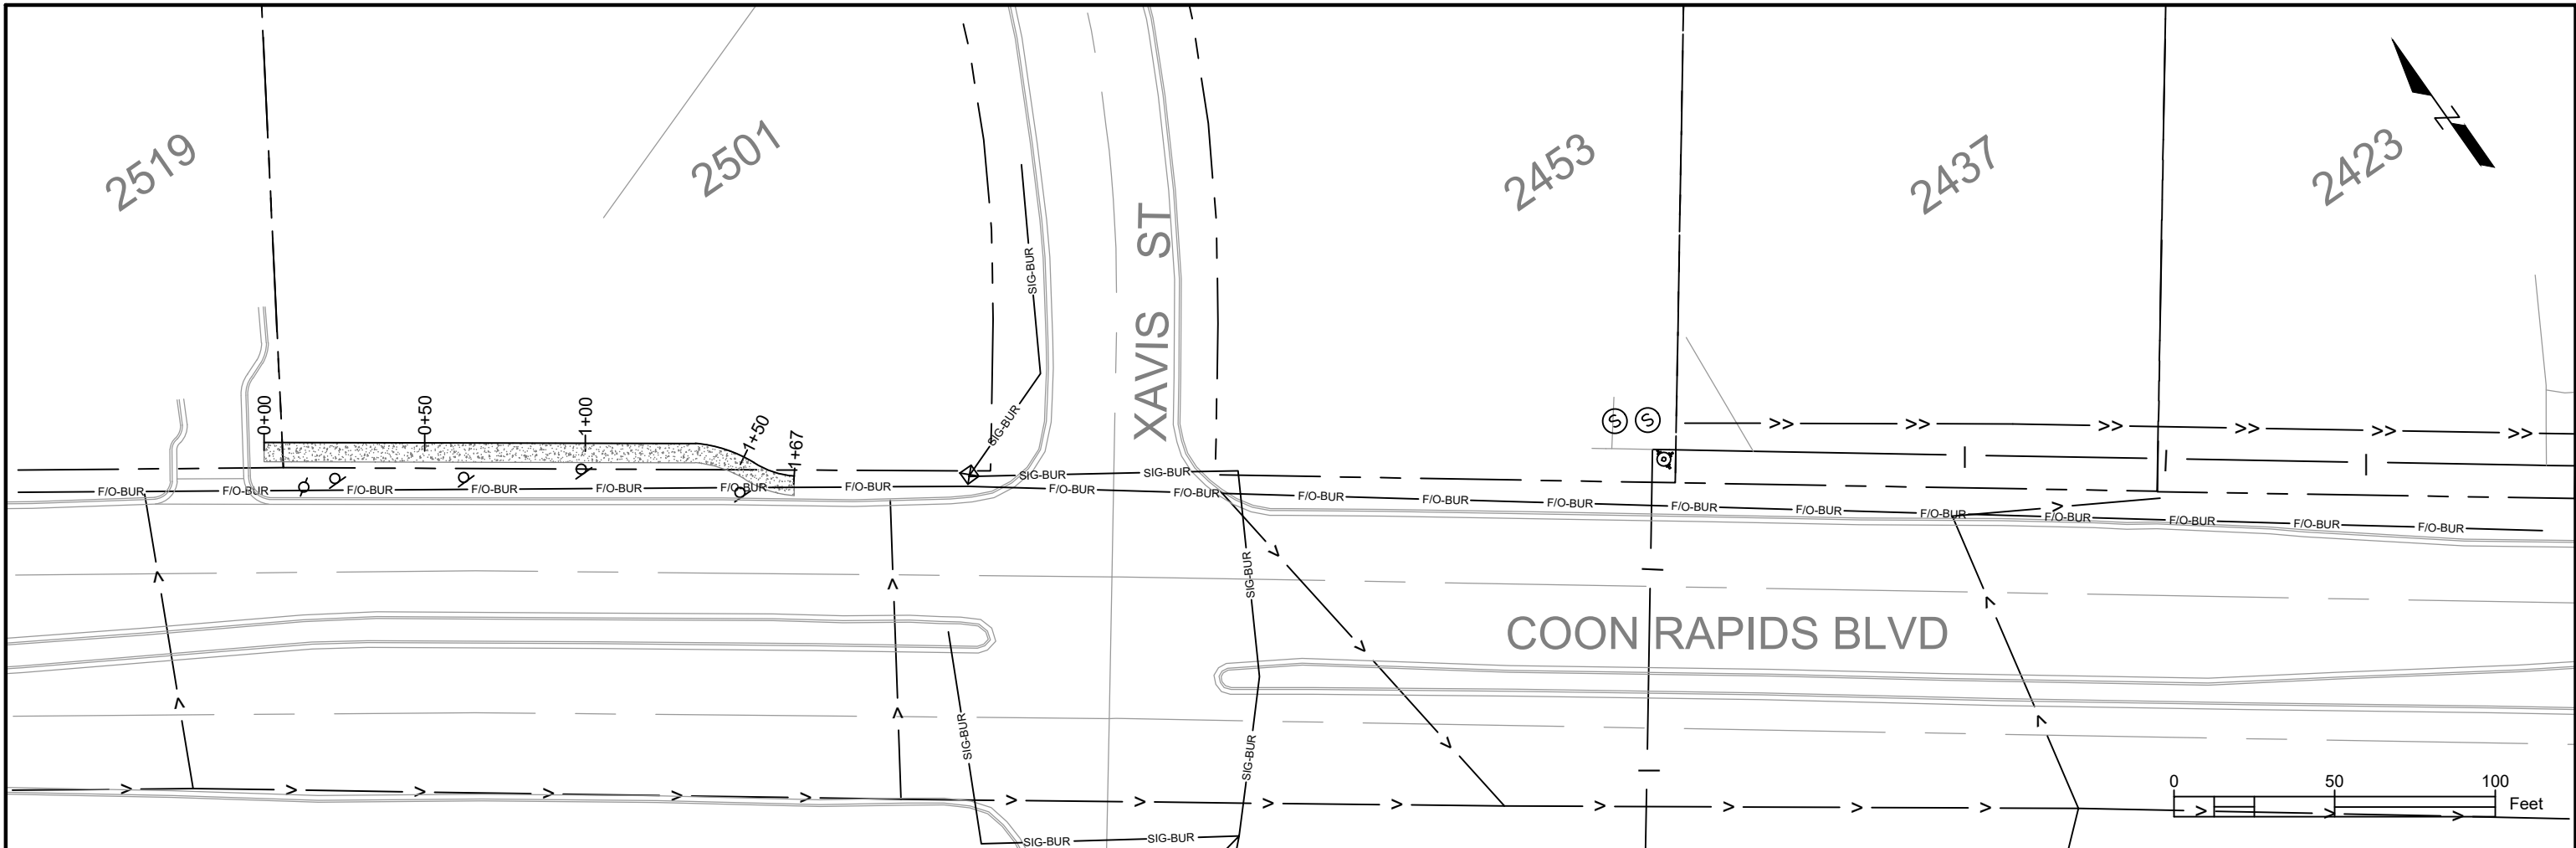 2519
2501
2453
2437
2423
XAVIS ST
SIG-BUR
SIG-BUR
0+00
0+50
1+00
1+50
1+67
S
S
>> >> >> >> >> >> >>
SIG-BUR
SIG-BUR
F/O-BUR F/O-BUR F/O-BUR F/O-BUR F/O-BUR F/O-BUR F/O-BUR F/O-BUR F/O-BUR F/O-BUR F/O-BUR F/O-BUR F/O-BUR F/O-BUR F/O-BUR F/O-BUR F/O-BUR F/O-BUR F/O-BUR
SIG-BUR
COON RAPIDS BLVD
SIG-BUR
SIG-BUR
0 50 100
Feet
SIG-BUR
SIG-BUR